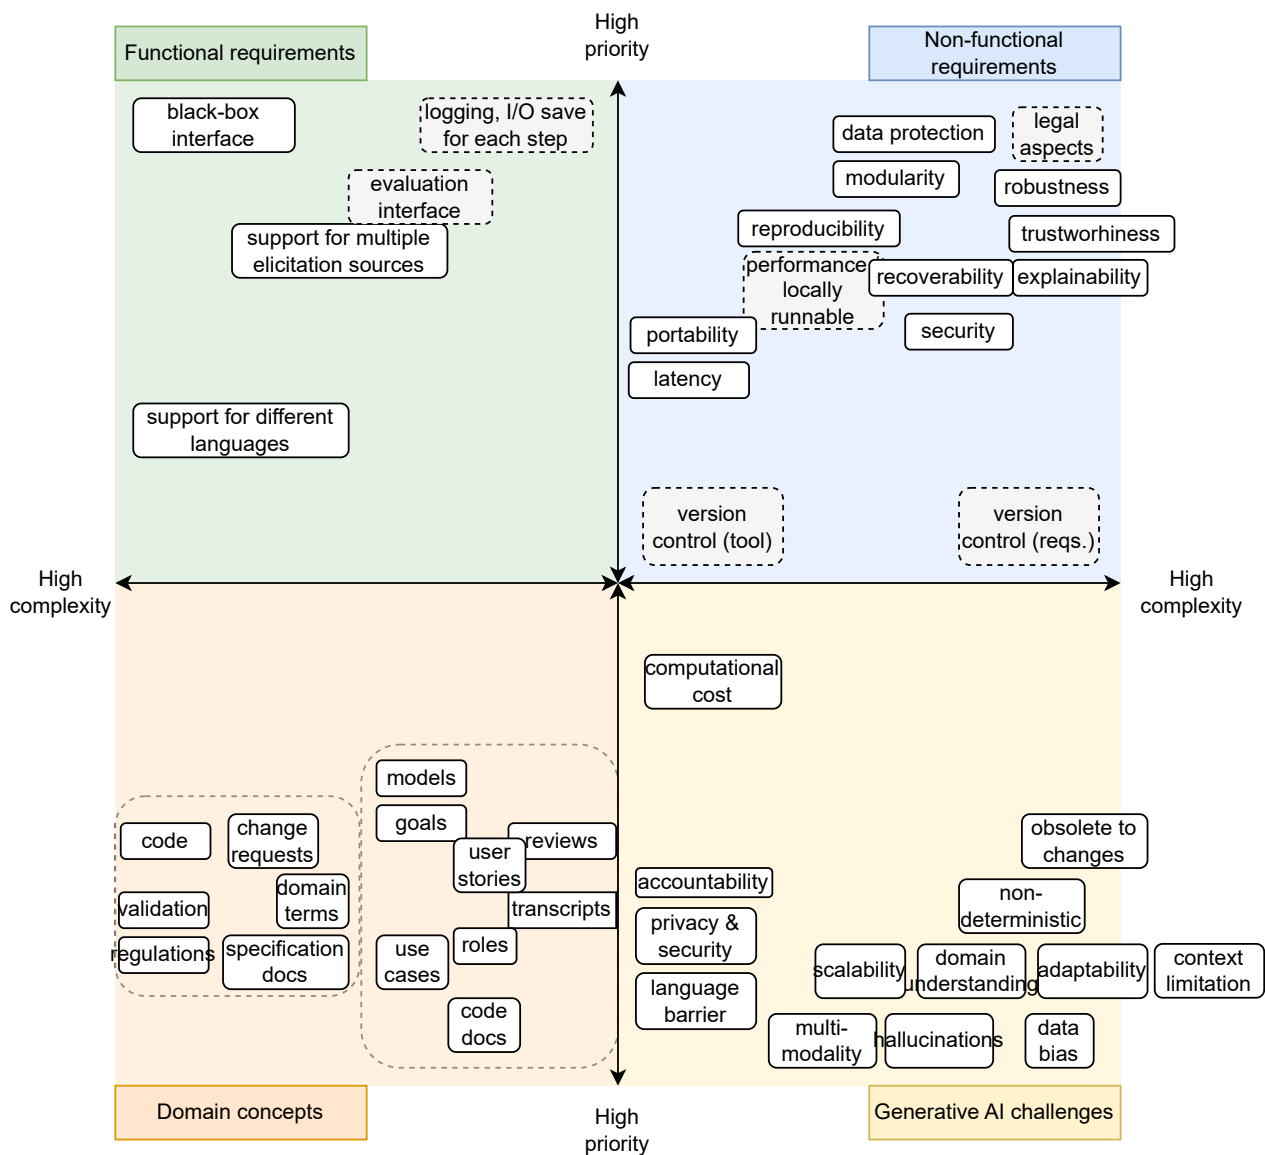 High
priority
Functional requirements
Non-functional
requirements
black-box
interface
logging, I/O save
for each step
evaluation
interface
support for multiple
elicitation sources
support for different
languages
data protection
legal
aspects
modularity
robustness
reproducibility
trustworhiness
performance,
locally
runnable
recoverability
explainability
portability
security
latency
version
control (tool)
version
control (reqs.)
High
complexity
High
complexity
computational
cost
models
goals
reviews
user
stories
transcripts
use
cases
roles
code
docs
code
change
requests
domain
terms
validation
regulations
specification
docs
obsolete to
changes
accountability
non-
deterministic
privacy &
security
scalability
domain
understanding
adaptability
context
limitation
language
barrier
multi-
modality
hallucinations
data
bias
Domain concepts
High
priority
Generative AI challenges